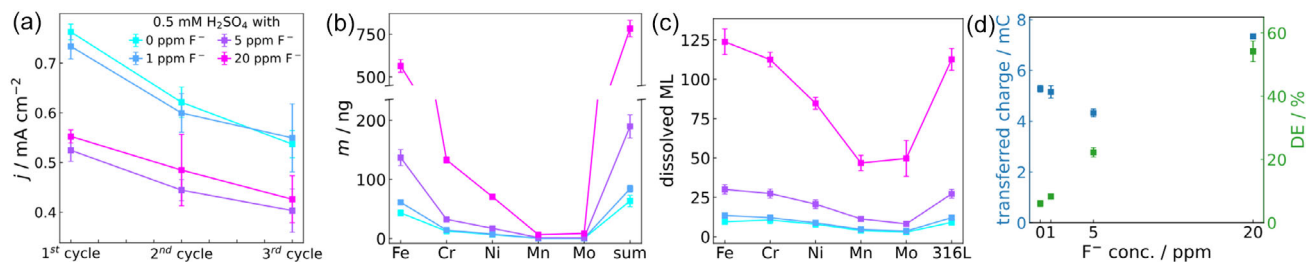 (a)
0.5 mM H₂SO₄ with
0 ppm F⁻ 5 ppm F⁻
1 ppm F⁻ 20 ppm F⁻
j / mA cm⁻²
0.7
0.6
0.5
0.4
1ˢᵗ cycle 2ⁿᵈ cycle 3ʳᵈ cycle
(b)
m / ng
750
500
200
100
0
Fe Cr Ni Mn Mo sum
(c)
dissolved ML
125
100
75
50
25
0
Fe Cr Ni Mn Mo 316L
(d)
transferred charge / mC
8
6
4
2
0
DE / %
60
40
20
0
0 1 5 20
F⁻ conc. / ppm